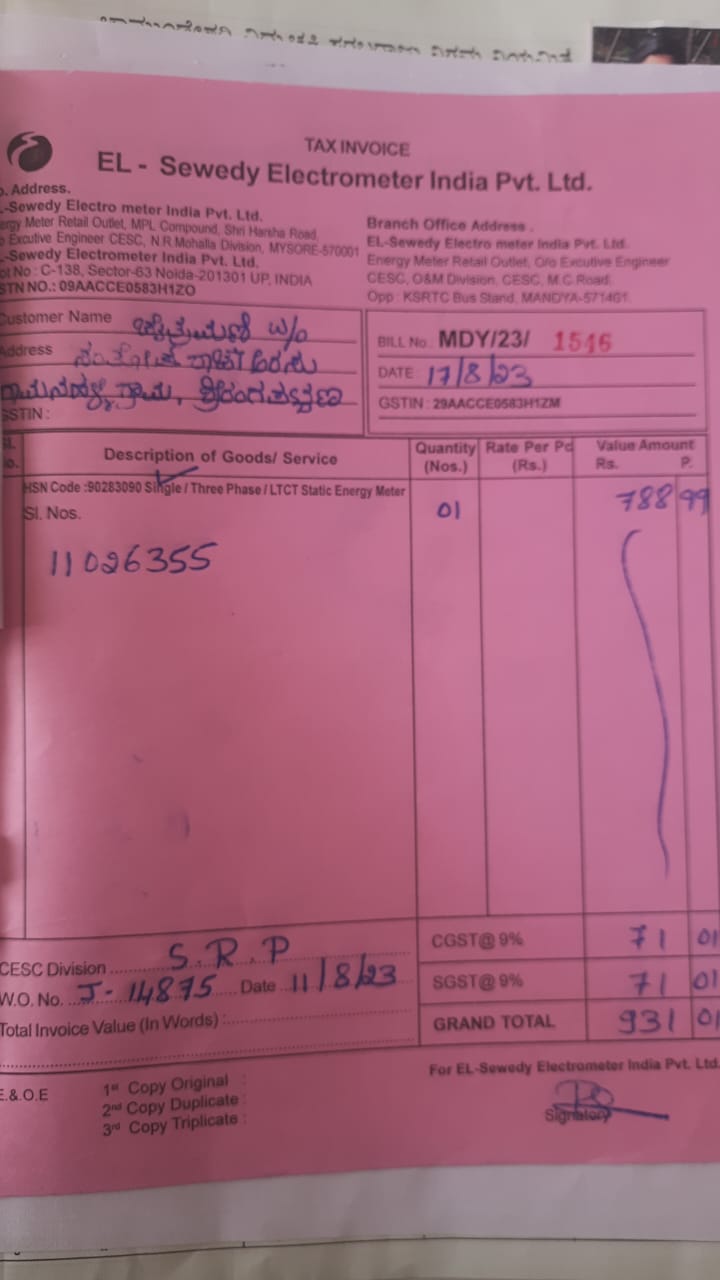 TAX INVOICE
EL - Sewedy Electrometer India Pvt. Ltd.
. Address.
-Sewedy Electro meter India Pvt. Ltd.
ergy Meter Retail Outlet, MPL Compound, Shri Harsha Road,
Excutive Engineer CESC, N.R.Mohalla Division, MYSORE-570001
-Sewedy Electrometer India Pvt. Ltd.
ot No : C-138, Sector-63 Noida-201301 UP, INDIA
STN NO.: 09AACCE0583H1ZO
Branch Office Address .
EL-Sewedy Electro meter India Pvt. Ltd.
Energy Meter Retail Outlet, O/o Excutive Engineer
CESC, O&M Division, CESC, M.C.Road,
Opp : KSRTC Bus Stand, MANDYA-571401.
Customer Name W/o
Address
ಗ್ರಾಮ,
GSTIN :
BILL No. MDY/23/ 1546
DATE 17/8/23
GSTIN : 29AACCE0583H1ZM
Description of Goods/ Service Quantity (Nos.) Rate Per Pc (Rs.) Value Amount Rs. P.
HSN Code :90283090 Single / Three Phase / LTCT Static Energy Meter
Sl. Nos. 01 788 99
11026355
CESC Division S.R.P
W.O. No. J-14875 Date 11/8/23
Total Invoice Value (In Words) :
CGST@ 9% 71 01
SGST@ 9% 71 01
GRAND TOTAL 931 01
For EL-Sewedy Electrometer India Pvt. Ltd.
E.&.O.E
1st Copy Original :
2nd Copy Duplicate :
3rd Copy Triplicate :
Signatory